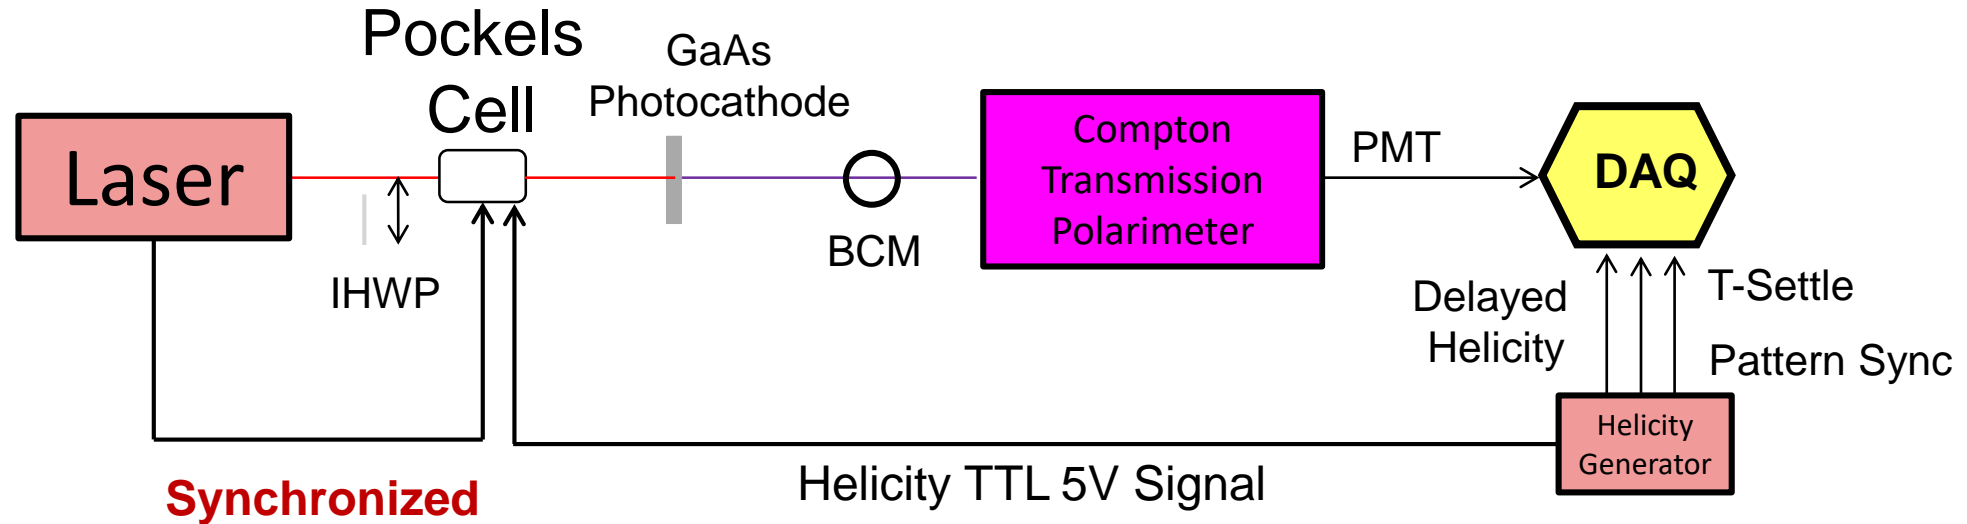 Pockels
Cell
GaAs
Photocathode
Laser
IHWP
BCM
Compton
Transmission
Polarimeter
PMT
DAQ
Delayed
Helicity
T-Settle
Pattern Sync
Helicity
Generator
Helicity TTL 5V Signal
Synchronized